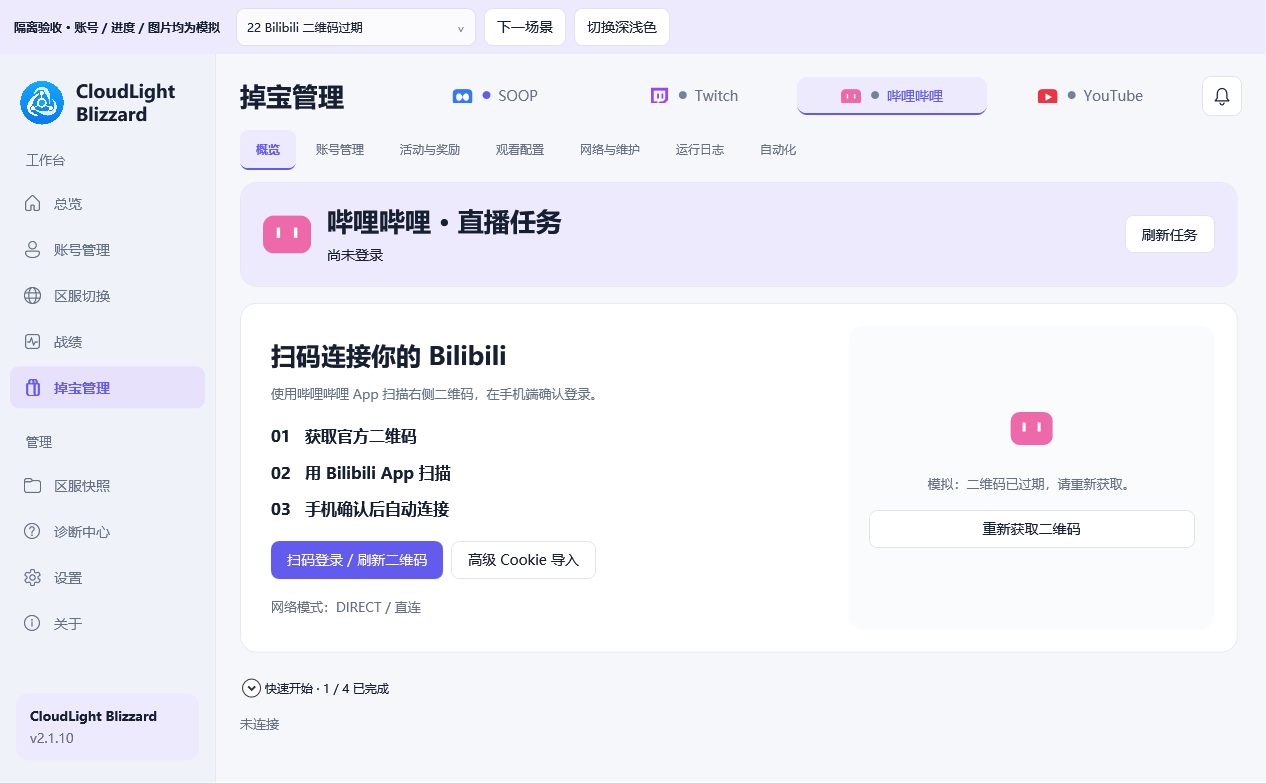 隔离验收 • 账号 / 进度 / 图片均为模拟
22 Bilibili 二维码过期
下一场景
切换深浅色
CloudLight
Blizzard
工作台
总览
账号管理
区服切换
战绩
掉宝管理
管理
区服快照
诊断中心
设置
关于
CloudLight Blizzard
v2.1.10
掉宝管理
SOOP
Twitch
哔哩哔哩
YouTube
概览
账号管理
活动与奖励
观看配置
网络与维护
运行日志
自动化
哔哩哔哩 • 直播任务
尚未登录
刷新任务
扫码连接你的 Bilibili
使用哔哩哔哩 App 扫描右侧二维码，在手机端确认登录。
01 获取官方二维码
02 用 Bilibili App 扫描
03 手机确认后自动连接
扫码登录 / 刷新二维码
高级 Cookie 导入
网络模式：DIRECT / 直连
模拟：二维码已过期，请重新获取。
重新获取二维码
快速开始 · 1 / 4 已完成
未连接